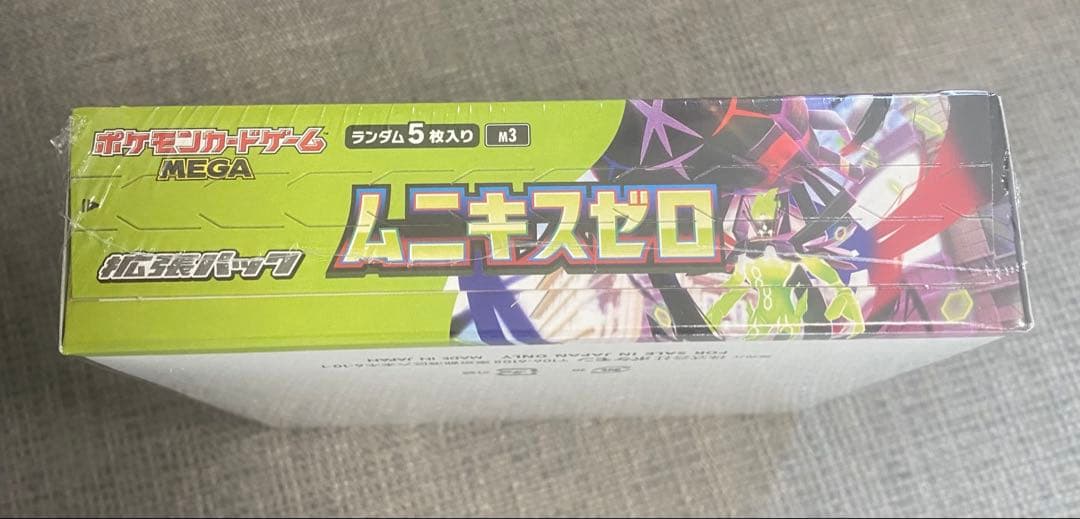 ポケモンカードゲーム
MEGA
ランダム5枚入り M3
ムニキスゼロ
拡張パック
FOR SALE IN JAPAN ONLY
MADE IN JAPAN